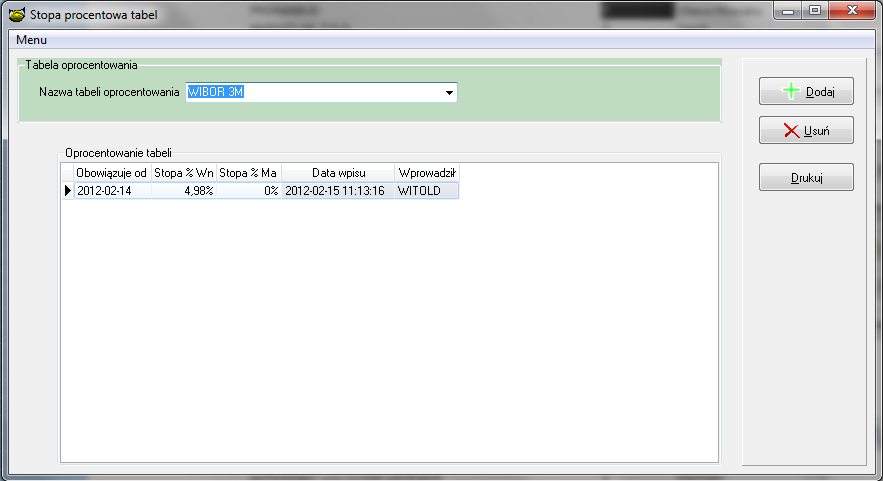 Stopa procentowa tabel
Menu
Tabela oprocentowania
Nazwa tabeli oprocentowania WIBOR 3M
Dodaj
Usuń
Drukuj
Oprocentowanie tabeli
Obowiązuje od Stopa % Wn Stopa % Ma Data wpisu Wprowadził
2012-02-14 4,98% 0% 2012-02-15 11:13:16 WITOLD